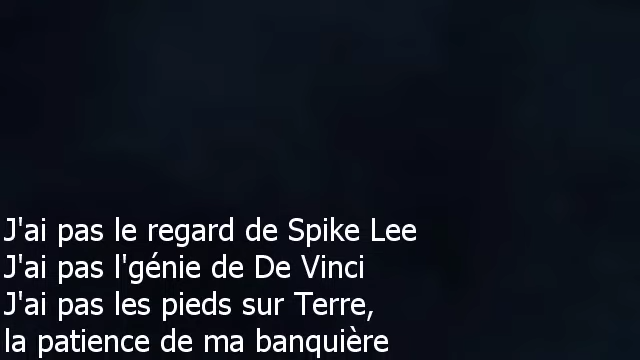 J'ai pas le regard de Spike Lee
J'ai pas l'génie de De Vinci
J'ai pas les pieds sur Terre,
la patience de ma banquière